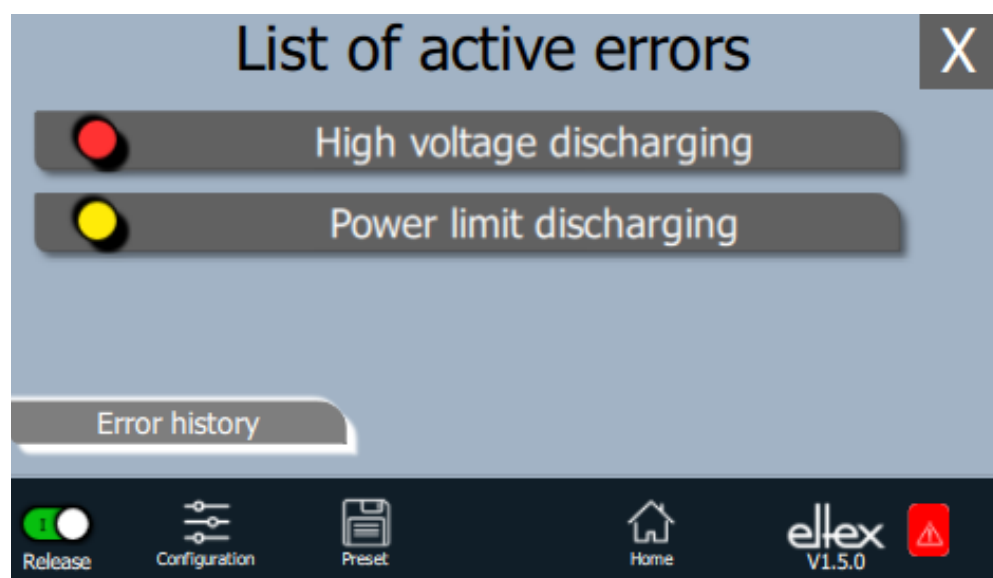 List of active errors
X
High voltage discharging
Power limit discharging
Error history
I
Release
Configuration
Preset
Home
eltex
V1.5.0